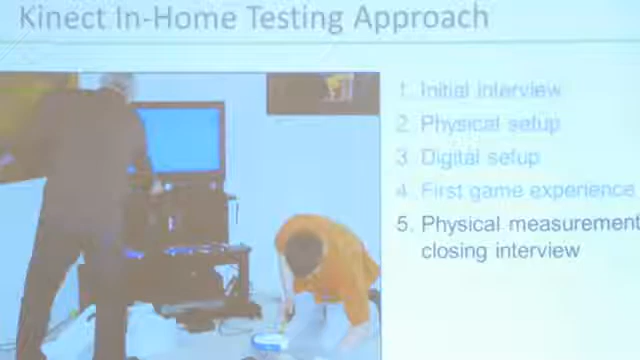 Kinect In-Home Testing Approach
1. Initial interview
2. Physical setup
3. Digital setup
4. First game experience
5. Physical measurement
closing interview